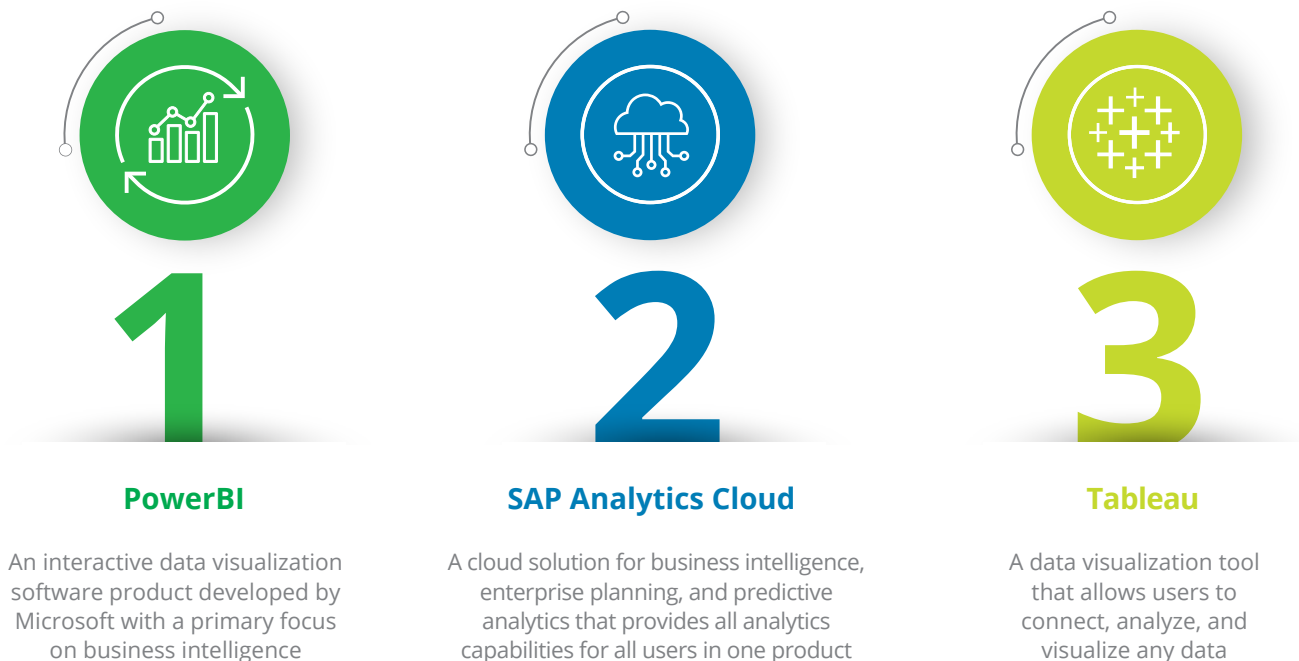 1
2
3
PowerBI
An interactive data visualization
software product developed by
Microsoft with a primary focus
on business intelligence
SAP Analytics Cloud
A cloud solution for business intelligence,
enterprise planning, and predictive
analytics that provides all analytics
capabilities for all users in one product
Tableau
A data visualization tool
that allows users to
connect, analyze, and
visualize any data